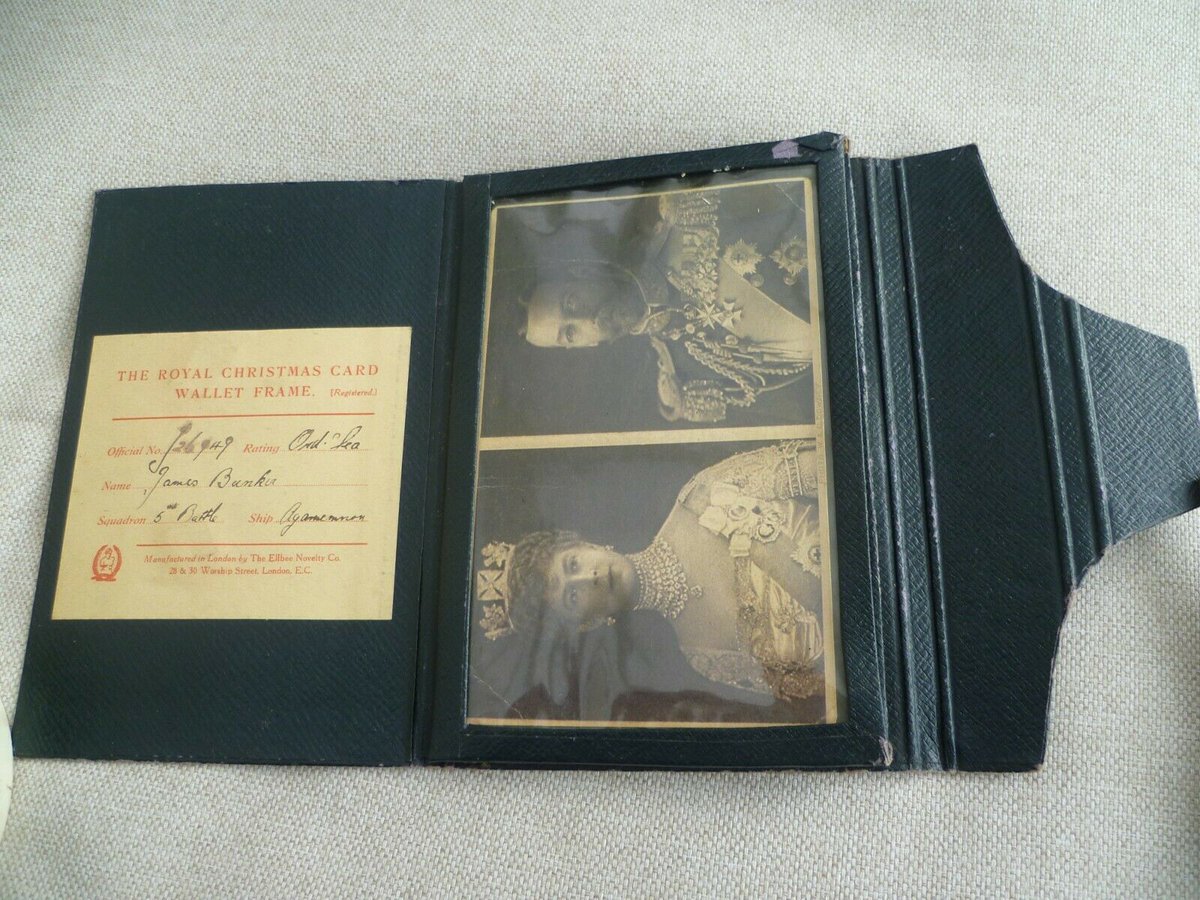 THE ROYAL CHRISTMAS CARD
WALLET FRAME. [Registered.]
Official No. J26949 Rating Ord. Sea
Name James Bunker
Squadron 5th Battle Ship Agamemnon
Manufactured in London by The Ellbee Novelty Co.
28 & 30 Worship Street, London, E.C.